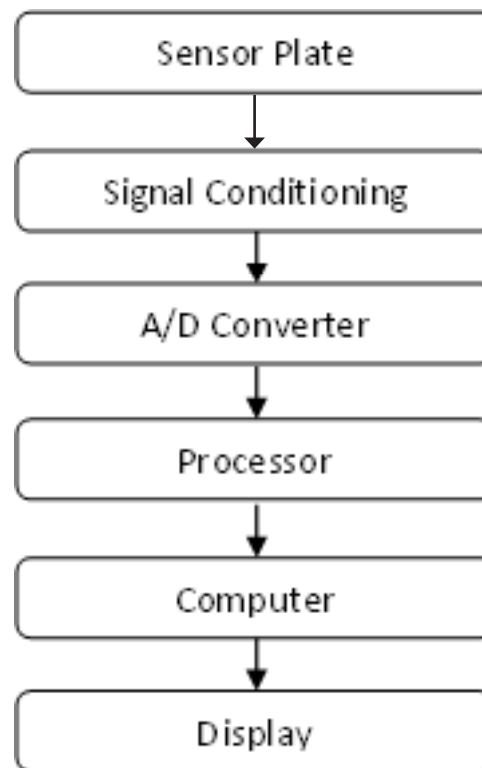 Sensor Plate
Signal Conditioning
A/D Converter
Processor
Computer
Display